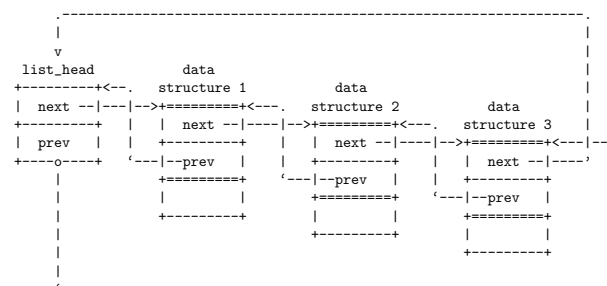 list_head data
structure 1 data
next structure 2 data
next structure 3
prev next
prev next
prev
prev